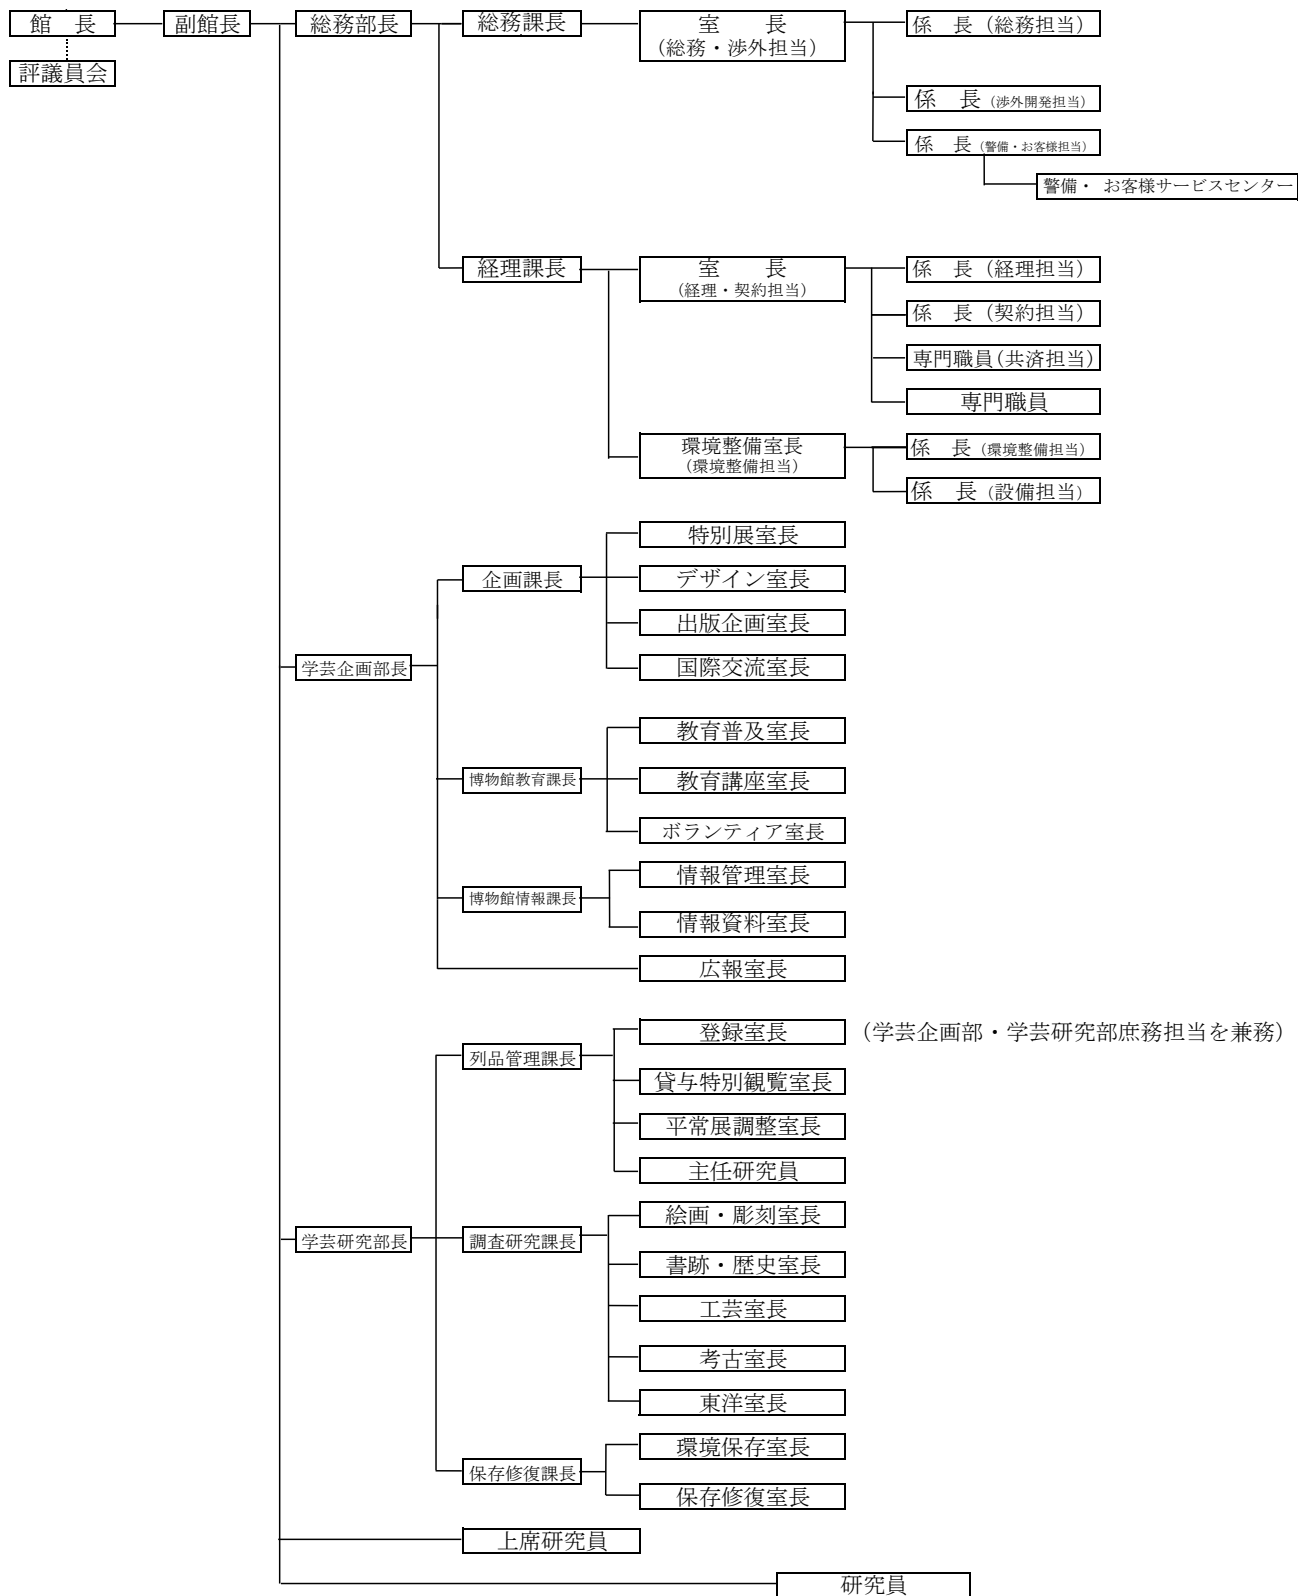 館　長
副館長
総務部長
総務課長
室　　長
(総務・渉外担当)
係　長（総務担当）
評議員会
係　長（渉外開発担当）
係　長（警備・お客様担当）
警備・ お客様サービスセンター
経理課長
室　　長
(経理・契約担当)
係　長（経理担当）
係　長（契約担当）
専門職員(共済担当)
専門職員
環境整備室長
(環境整備担当)
係　長（環境整備担当）
係　長（設備担当）
特別展室長
企画課長
デザイン室長
出版企画室長
学芸企画部長
国際交流室長
教育普及室長
博物館教育課長
教育講座室長
ボランティア室長
情報管理室長
博物館情報課長
情報資料室長
広報室長
登録室長
（学芸企画部・学芸研究部庶務担当を兼務）
列品管理課長
貸与特別観覧室長
平常展調整室長
主任研究員
絵画・彫刻室長
学芸研究部長
調査研究課長
書跡・歴史室長
工芸室長
考古室長
東洋室長
環境保存室長
保存修復課長
保存修復室長
上席研究員
研究員